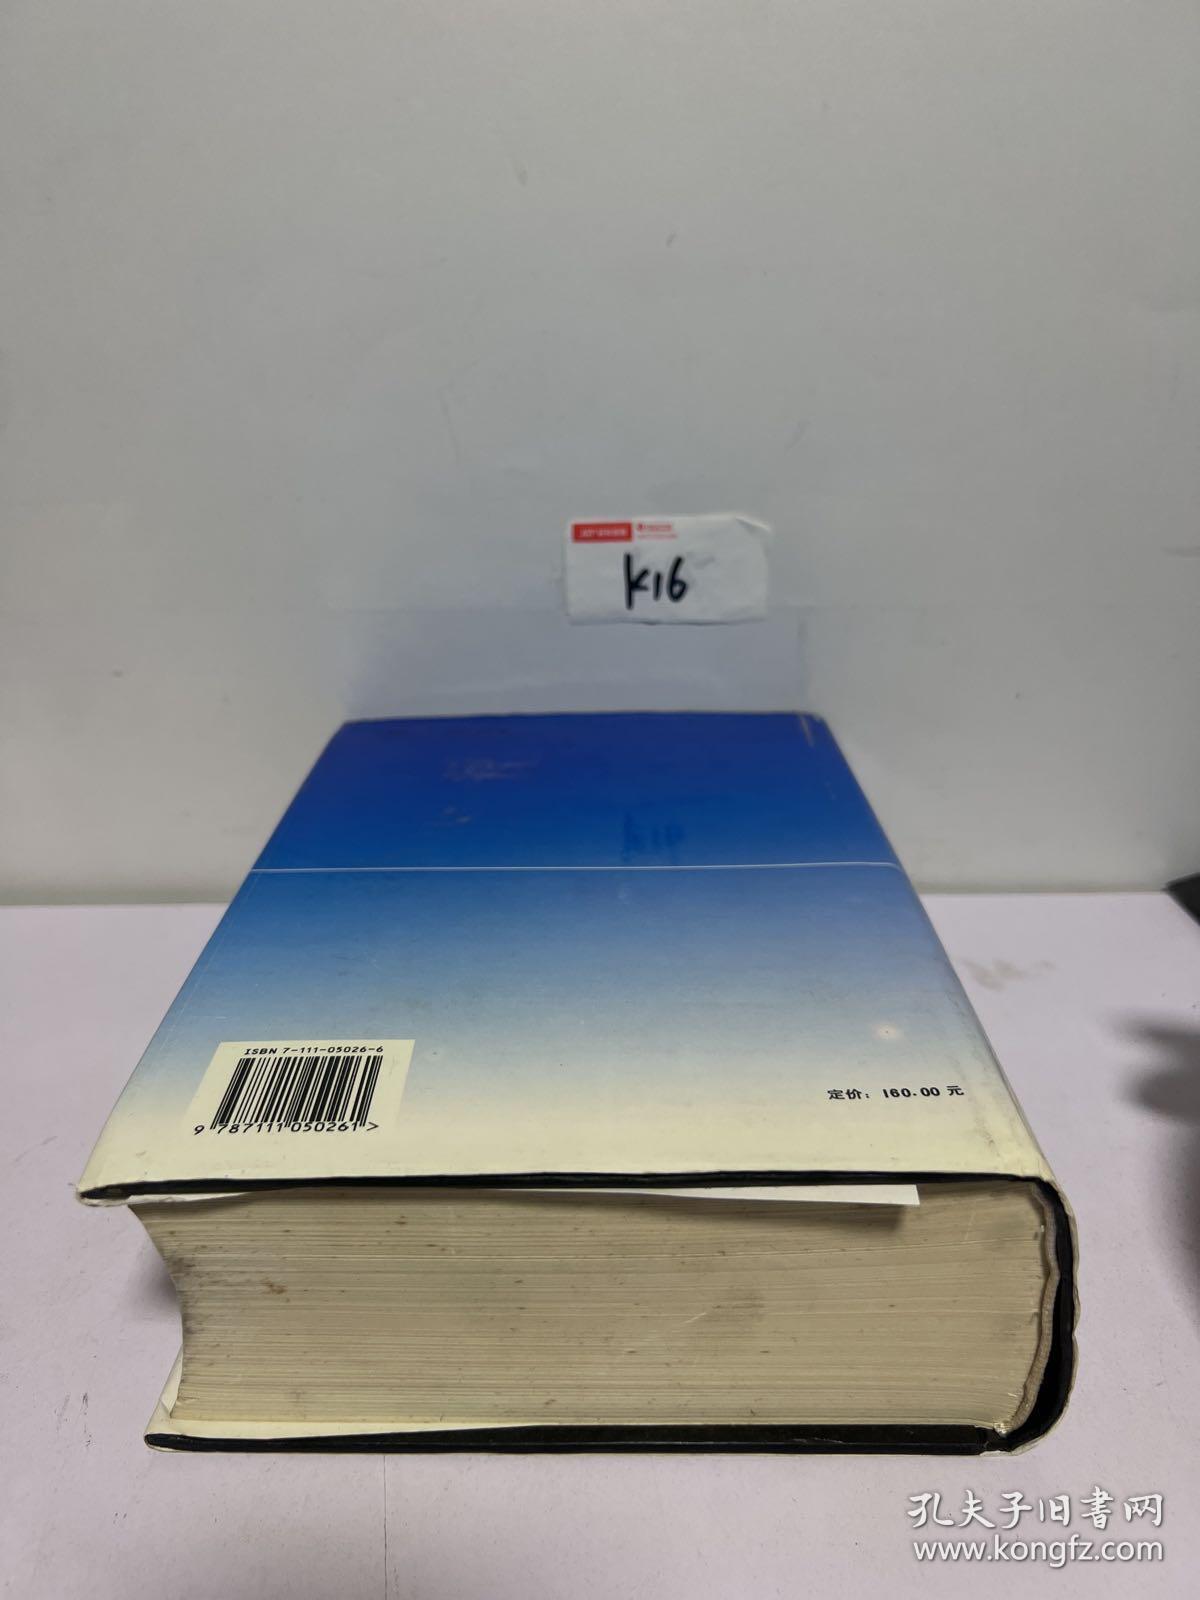 k16
ISBN 7-111-05026-6
9 787111 050261 >
定价: 160.00 元
孔夫子旧书网
www.kongfz.com